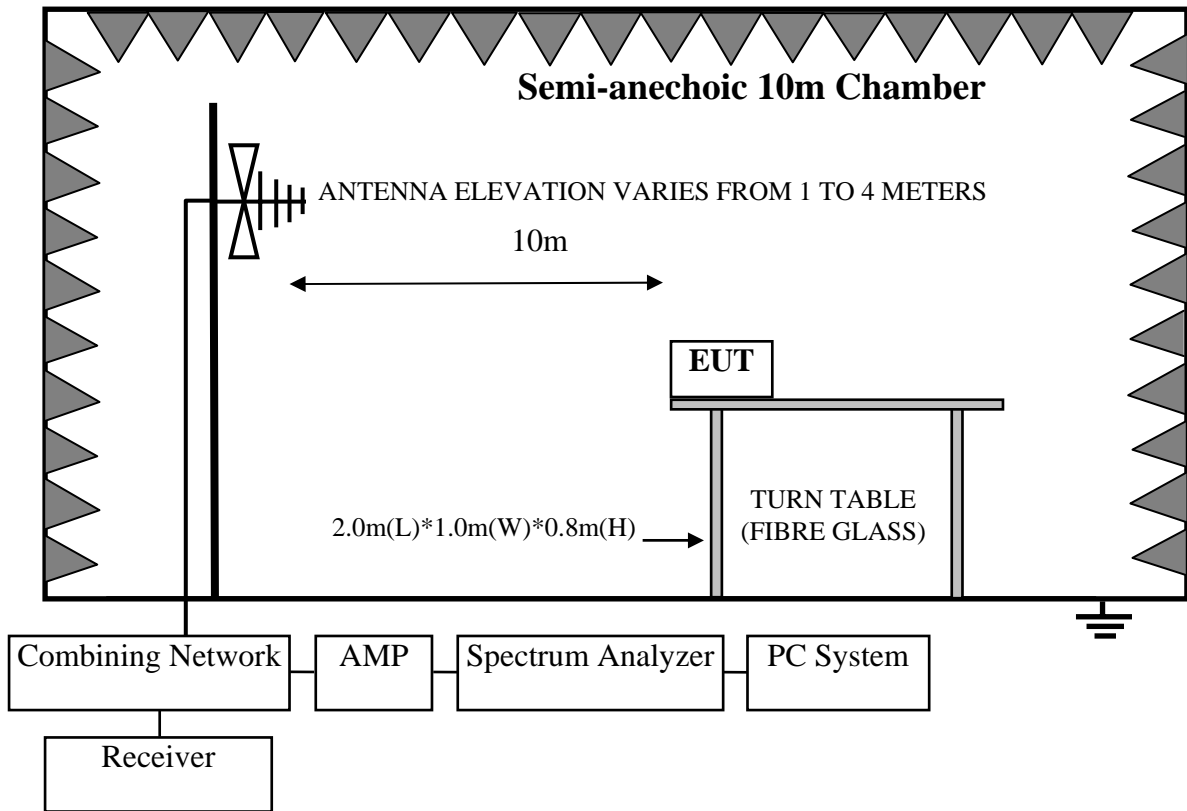 Semi-anechoic 10m Chamber
ANTENNA ELEVATION VARIES FROM 1 TO 4 METERS
10m
EUT
2.0m(L)*1.0m(W)*0.8m(H)
TURN TABLE
(FIBRE GLASS)
Combining Network
AMP
Spectrum Analyzer
PC System
Receiver